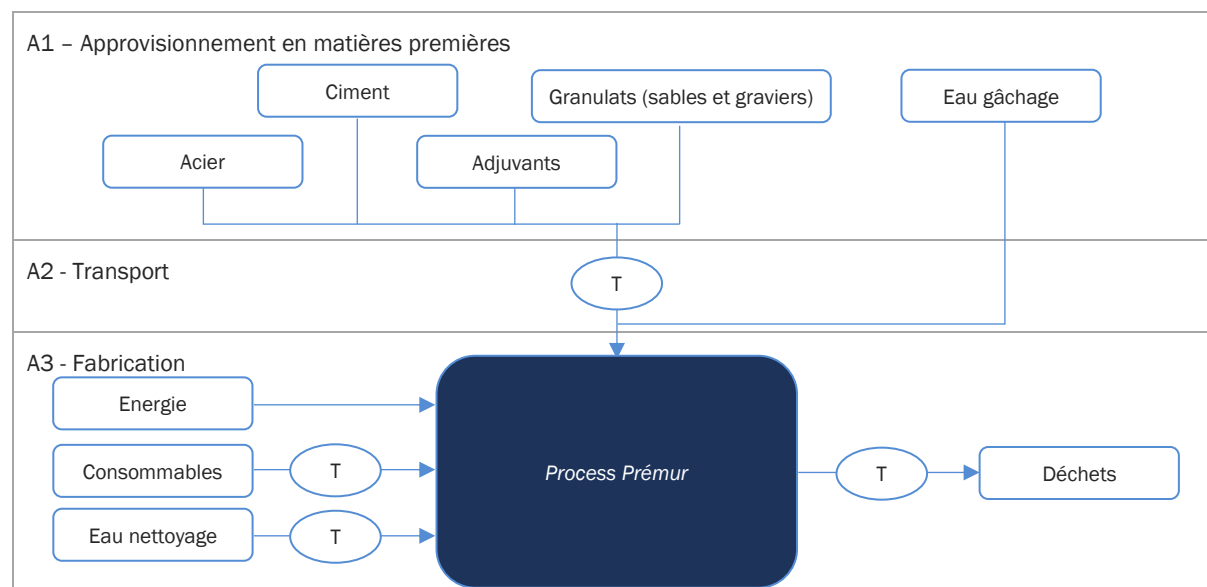 A1 – Approvisionnement en matières premières
Ciment
Granulats (sables et graviers)
Eau gâchage
Acier
Adjuvants
A2 - Transport
T
A3 - Fabrication
Energie
Consommables
T
Process Prémur
T
Déchets
Eau nettoyage
T